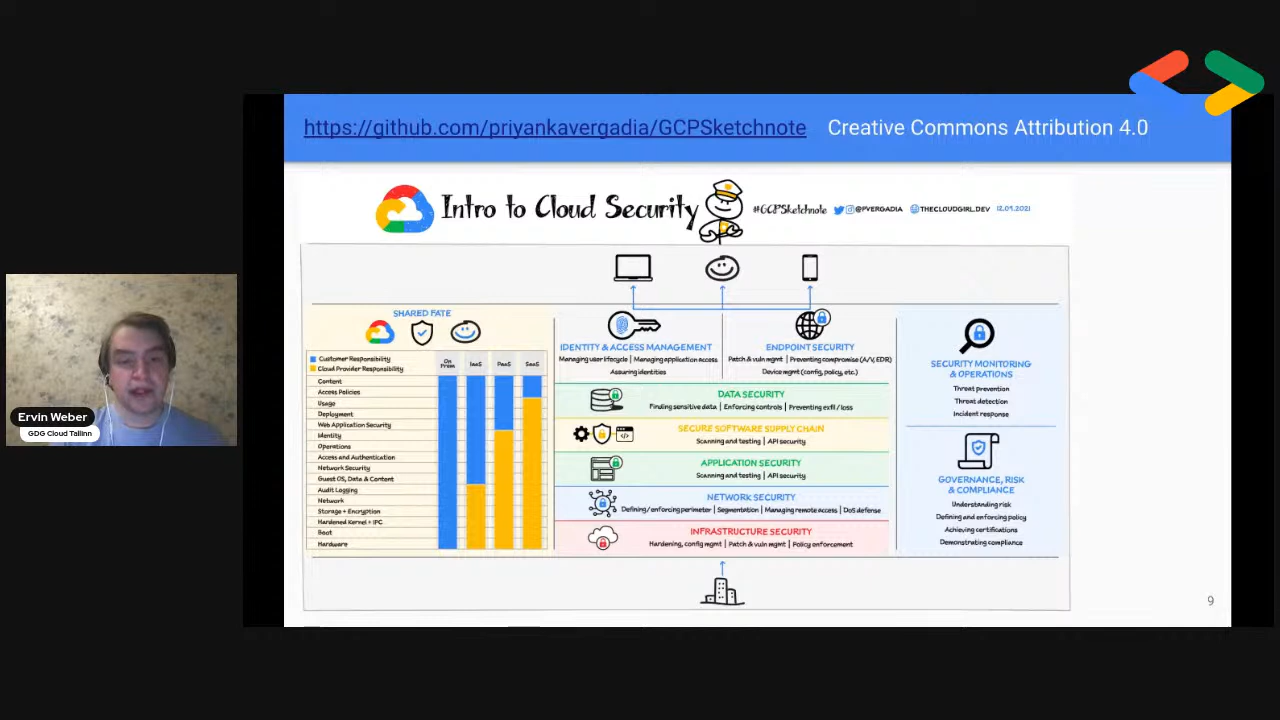 https://github.com/priyankavergadia/GCPSketchnote Creative Commons Attribution 4.0
Intro to Cloud Security
#GCPSketchnote @PVERGADIA THECLOUDGIRL.DEV 12.09.2021
SHARED FATE
Customer Responsibility
Cloud Provider Responsibility
On Prem IaaS PaaS SaaS
Content
Access Policies
Usage
Deployment
Web Application Security
Identity
Operations
Access and Authentication
Network Security
Guest OS, Data & Content
Audit Logging
Network
Storage + Encryption
Hardened Kernel + IPC
Boot
Hardware
IDENTITY & ACCESS MANAGEMENT
Managing user lifecycle | Managing application access
Assuring identities
ENDPOINT SECURITY
Patch & vuln mgmt | Preventing compromise (A/V, EDR)
Device mgmt (config, policy, etc.)
DATA SECURITY
Finding sensitive data | Enforcing controls | Preventing exfil / loss
SECURE SOFTWARE SUPPLY CHAIN
Scanning and testing | API security
APPLICATION SECURITY
Scanning and testing | API security
NETWORK SECURITY
Defining/enforcing perimeter | Segmentation | Managing remote access | DoS defense
INFRASTRUCTURE SECURITY
Hardening, config mgmt | Patch & vuln mgmt | Policy enforcement
SECURITY MONITORING
& OPERATIONS
Threat prevention
Threat detection
Incident response
GOVERNANCE, RISK
& COMPLIANCE
Understanding risk
Defining and enforcing policy
Achieving certifications
Demonstrating compliance
9
Ervin Weber
GDG Cloud Tallinn